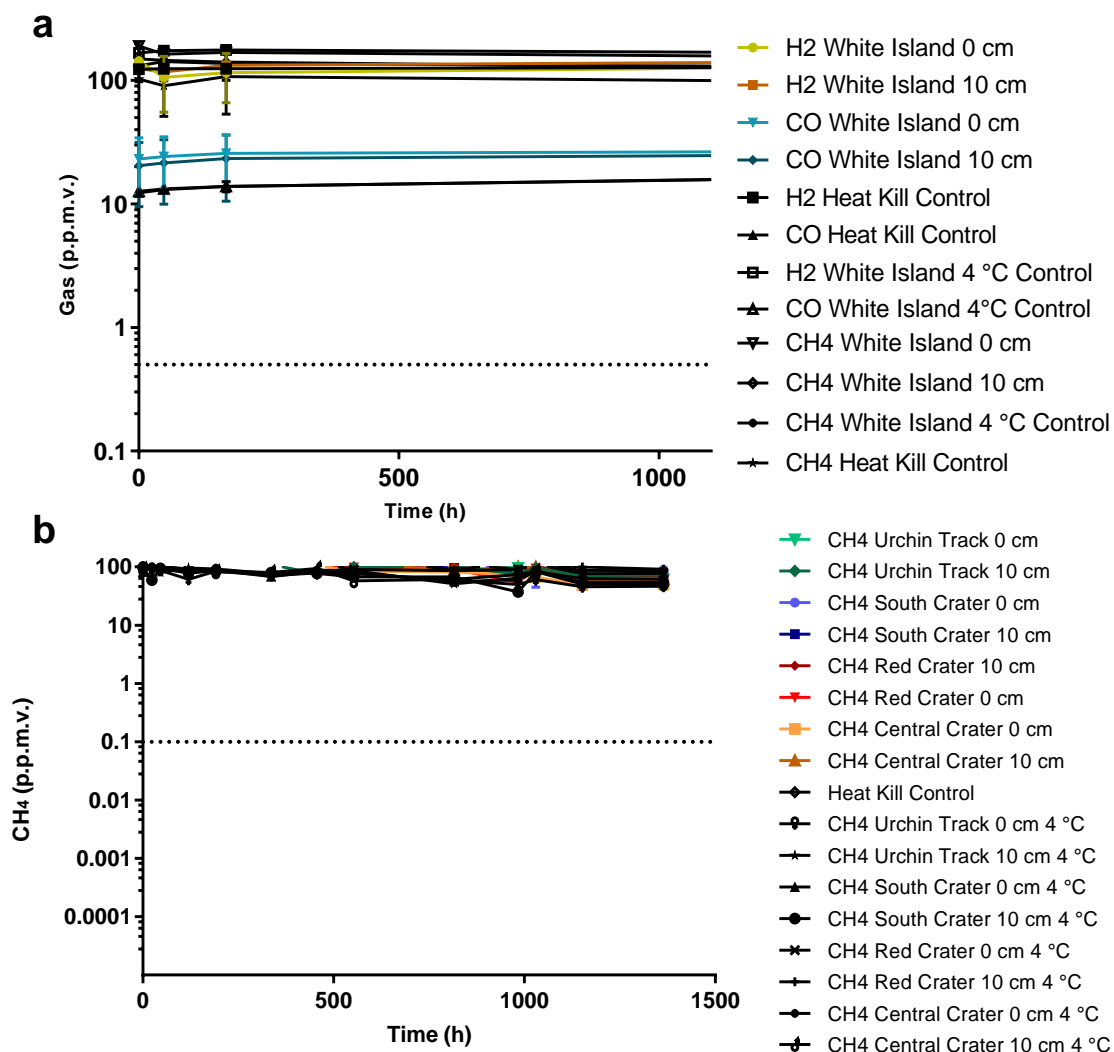 a
100
10
1
0.1
Gas (p.p.m.v.)
0
500
1000
Time (h)
H2 White Island 0 cm
H2 White Island 10 cm
CO White Island 0 cm
CO White Island 10 cm
H2 Heat Kill Control
CO Heat Kill Control
H2 White Island 4 °C Control
CO White Island 4°C Control
CH4 White Island 0 cm
CH4 White Island 10 cm
CH4 White Island 4 °C Control
CH4 Heat Kill Control
b
100
10
1
0.1
0.01
0.001
0.0001
CH₄ (p.p.m.v.)
0
500
1000
1500
Time (h)
CH4 Urchin Track 0 cm
CH4 Urchin Track 10 cm
CH4 South Crater 0 cm
CH4 South Crater 10 cm
CH4 Red Crater 10 cm
CH4 Red Crater 0 cm
CH4 Central Crater 0 cm
CH4 Central Crater 10 cm
Heat Kill Control
CH4 Urchin Track 0 cm 4 °C
CH4 Urchin Track 10 cm 4 °C
CH4 South Crater 0 cm 4 °C
CH4 South Crater 10 cm 4 °C
CH4 Red Crater 0 cm 4 °C
CH4 Red Crater 10 cm 4 °C
CH4 Central Crater 0 cm 4 °C
CH4 Central Crater 10 cm 4 °C